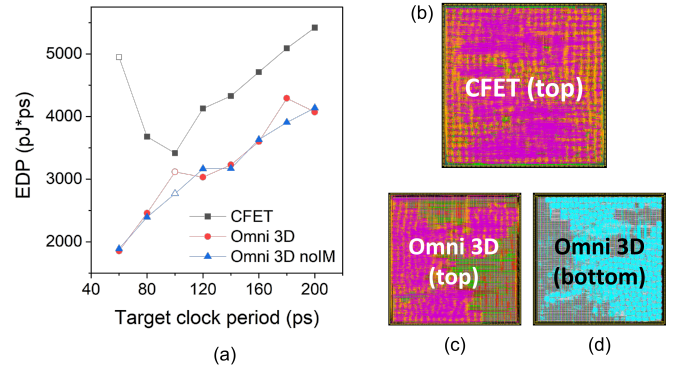 (a)
EDP (pJ*ps)
5000
4000
3000
2000
CFET
Omni 3D
Omni 3D noIM
40
80
120
160
200
Target clock period (ps)
(b)
CFET (top)
Omni 3D
(top)
Omni 3D
(bottom)
(a)
(c)
(d)